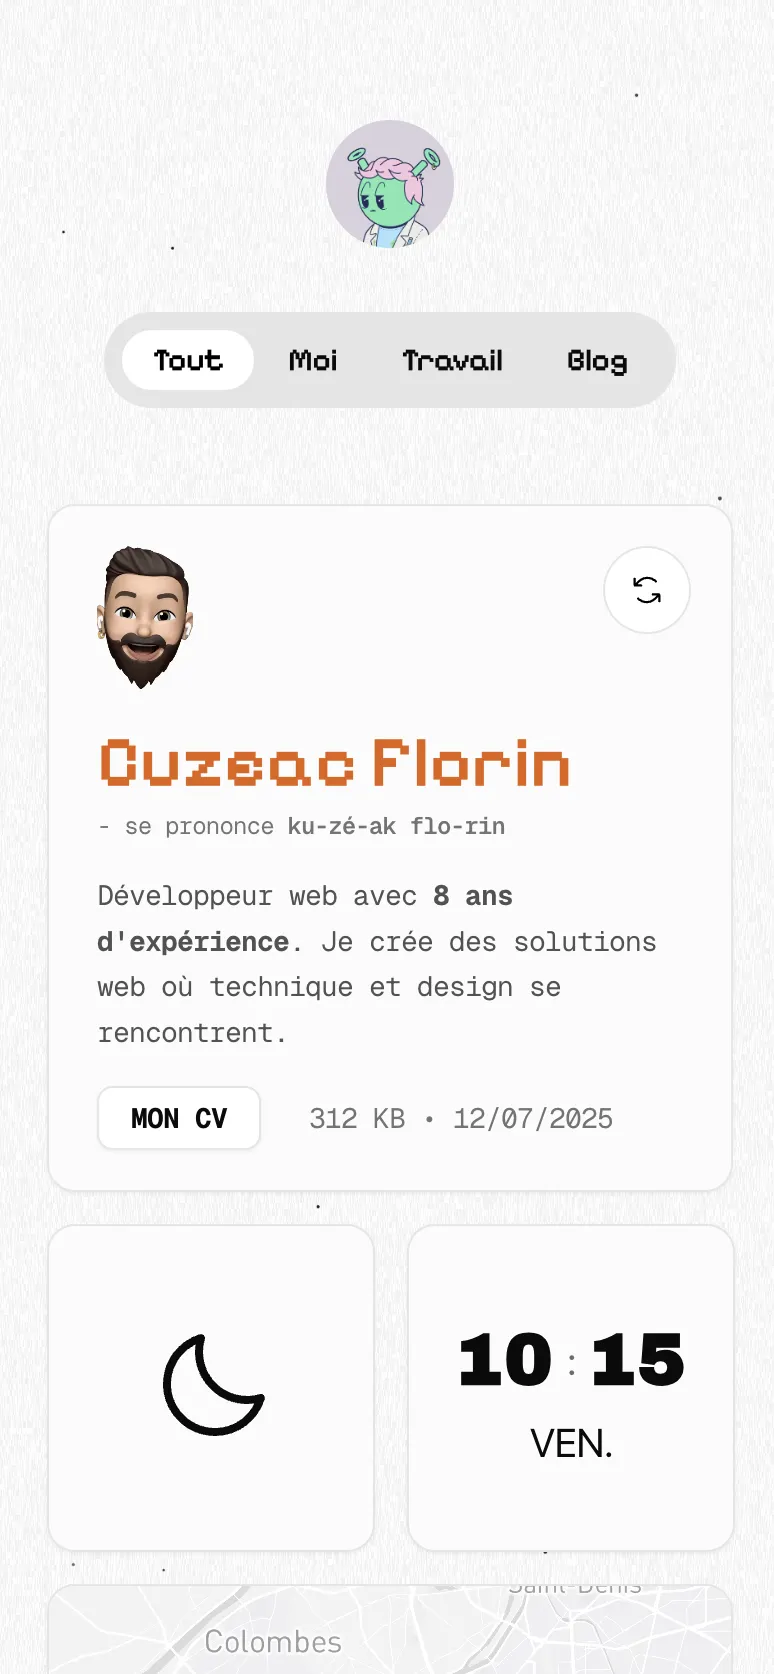 Tout Moi Travail Blog
Cuzeac Florin
- se prononce ku-zé-ak flo-rin
Développeur web avec 8 ans
d'expérience. Je crée des solutions
web où technique et design se
rencontrent.
MON CV 312 KB • 12/07/2025
10:15
VEN.
Saint-Denis
Colombes